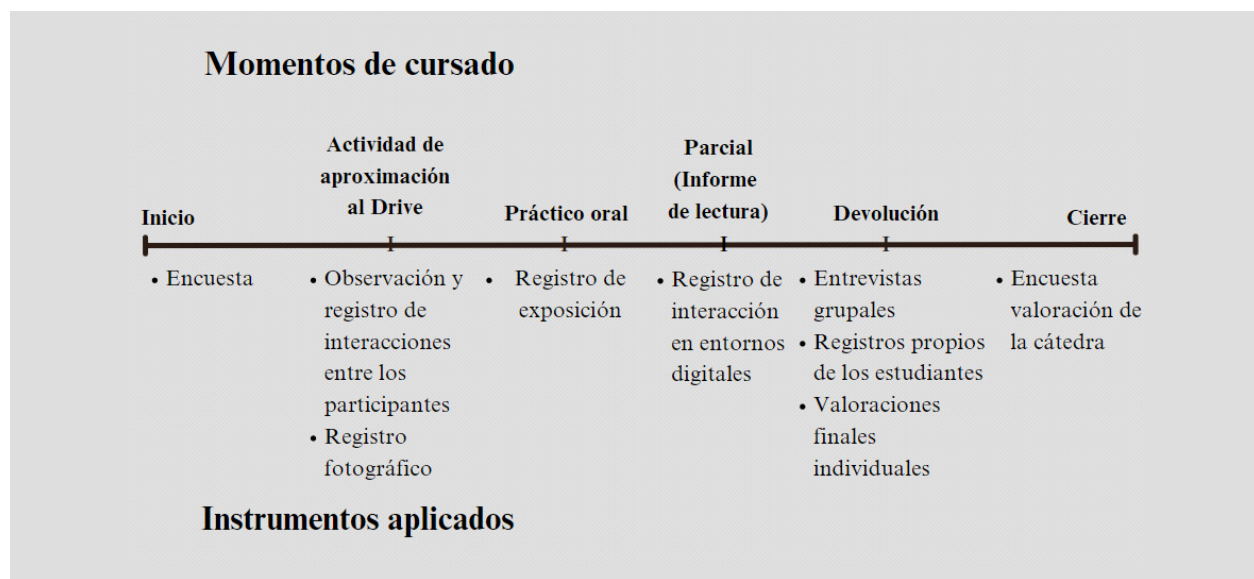 Momentos de cursado
Inicio
Actividad de
aproximación
al Drive
Práctico oral
Parcial
(Informe
de lectura)
Devolución
Cierre
• Encuesta
• Observación y
registro de
interacciones
entre los
participantes
• Registro
fotográfico
• Registro de
exposición
• Registro de
interacción
en entornos
digitales
• Entrevistas
grupales
• Registros propios
de los estudiantes
• Valoraciones
finales
individuales
• Encuesta
valoración de
la cátedra
Instrumentos aplicados